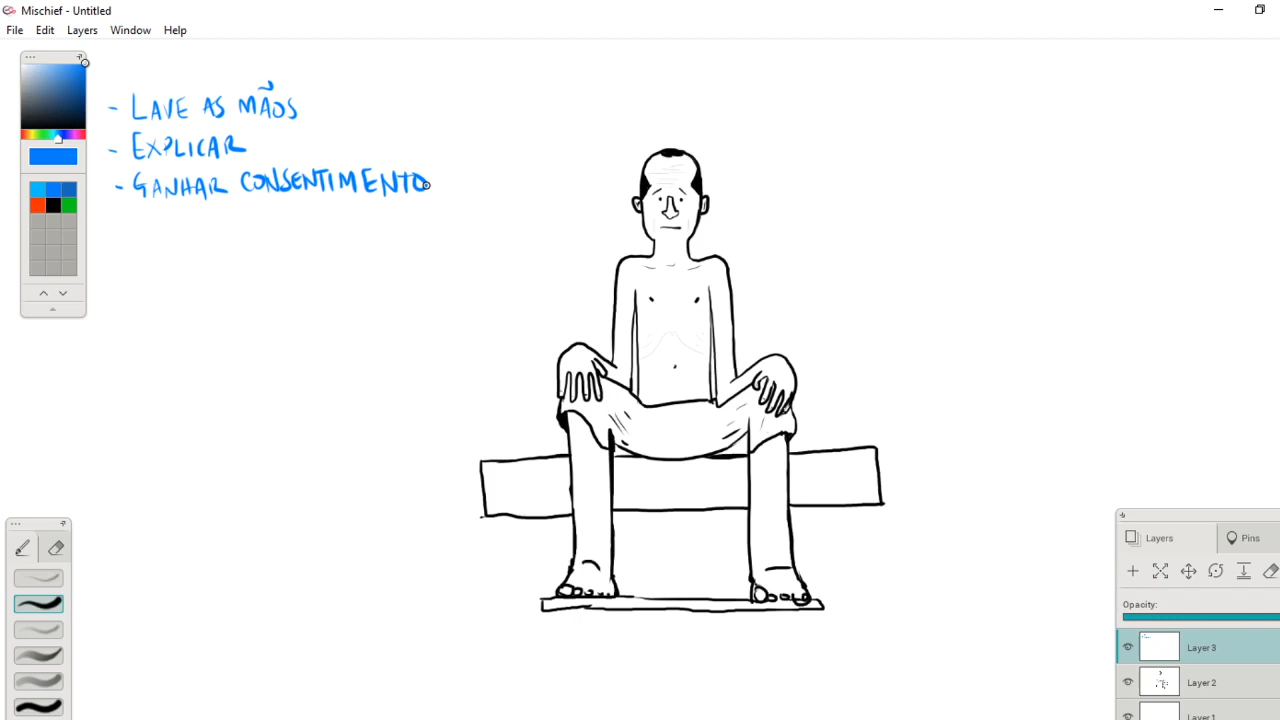 Mischief - Untitled
File Edit Layers Window Help
- LAVE AS MÃOS
- EXPLICAR
- GANHAR CONSENTIMENTO
Layers Pins
Opacity:
Layer 3
Layer 2
Layer 1